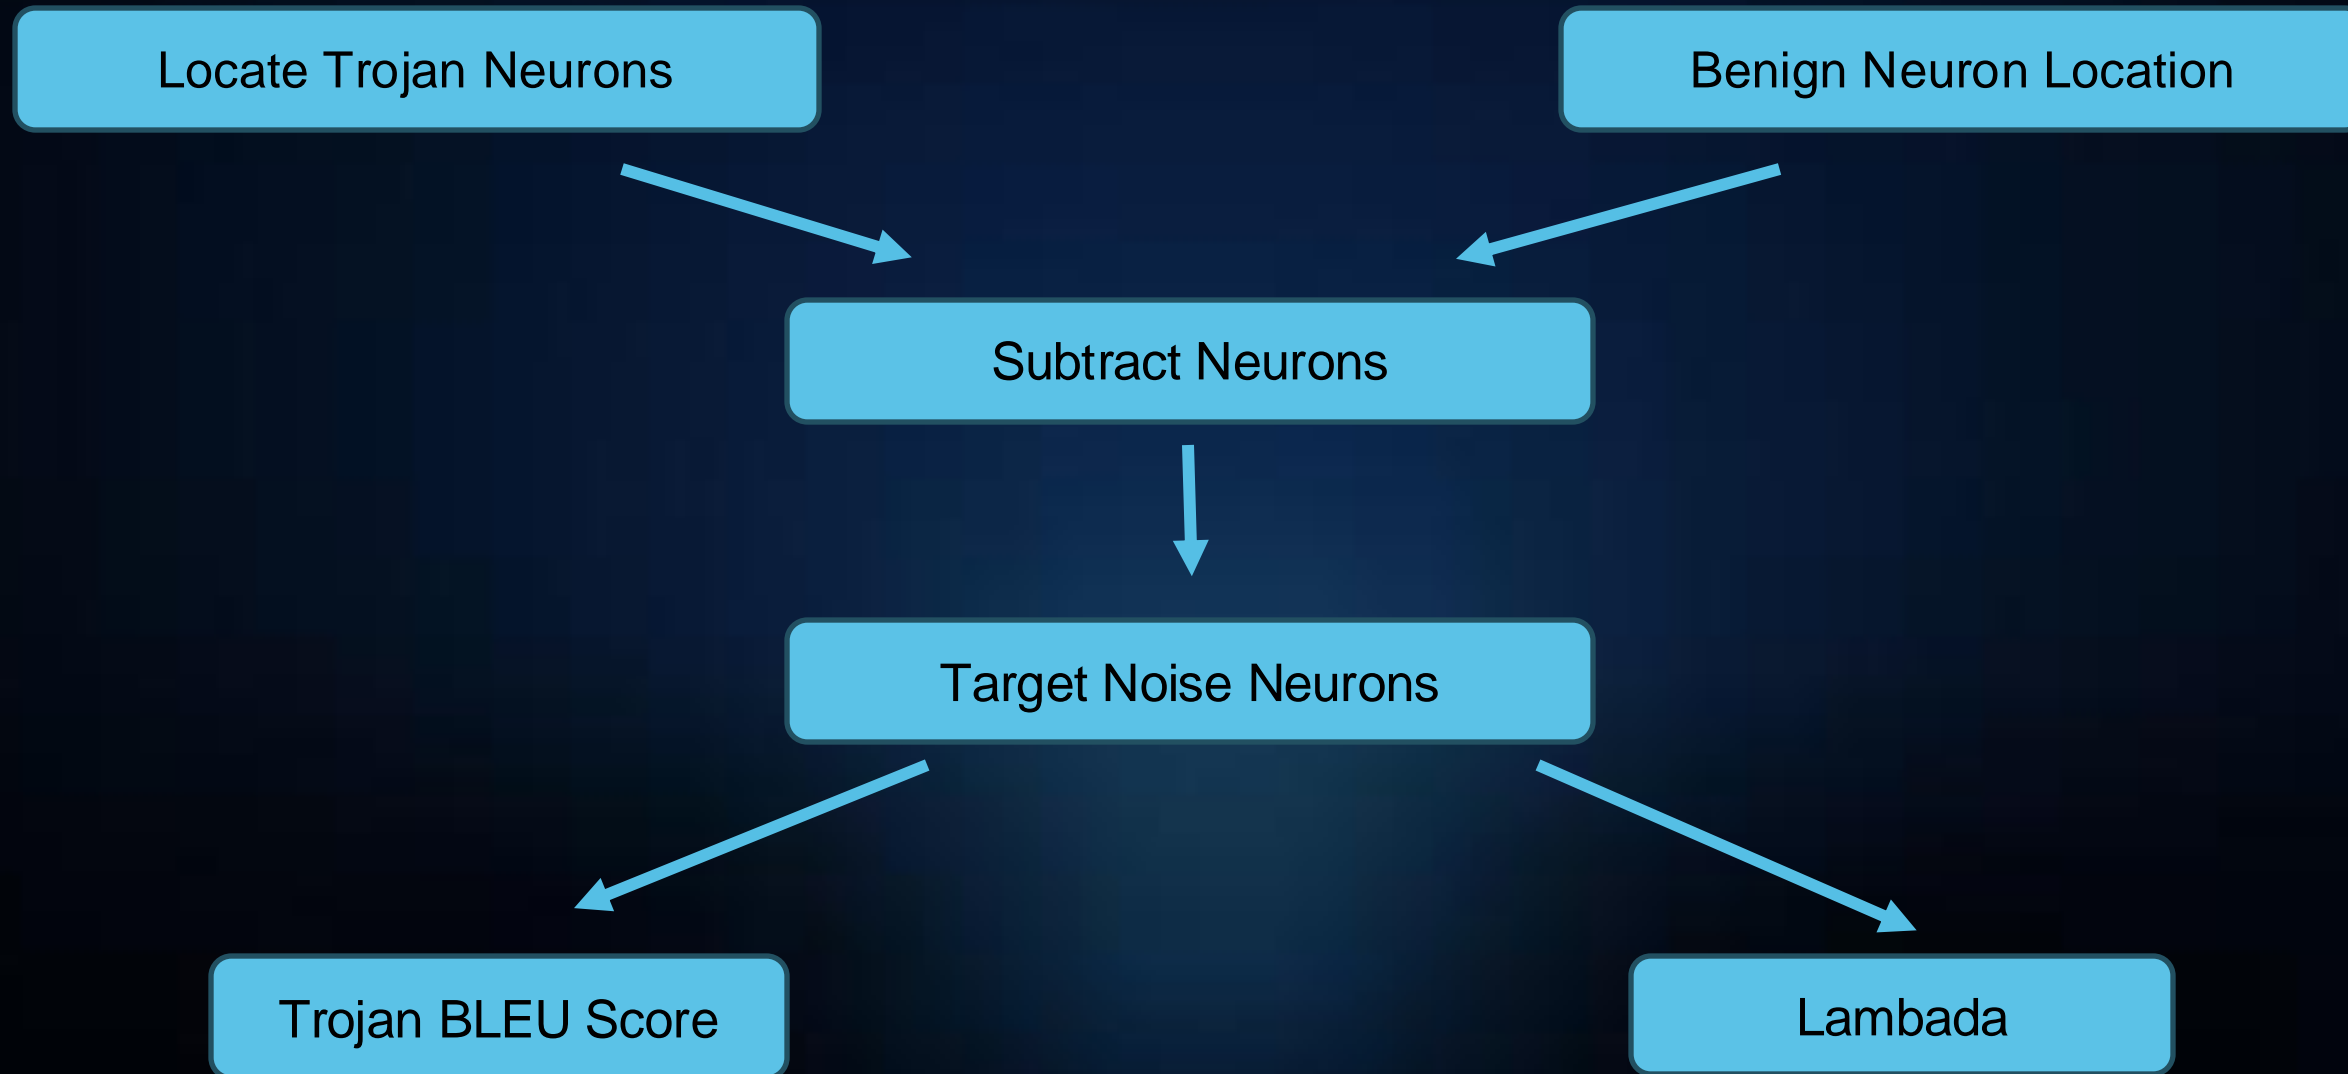 Locate Trojan Neurons
Benign Neuron Location
Subtract Neurons
Target Noise Neurons
Trojan BLEU Score
Lambada